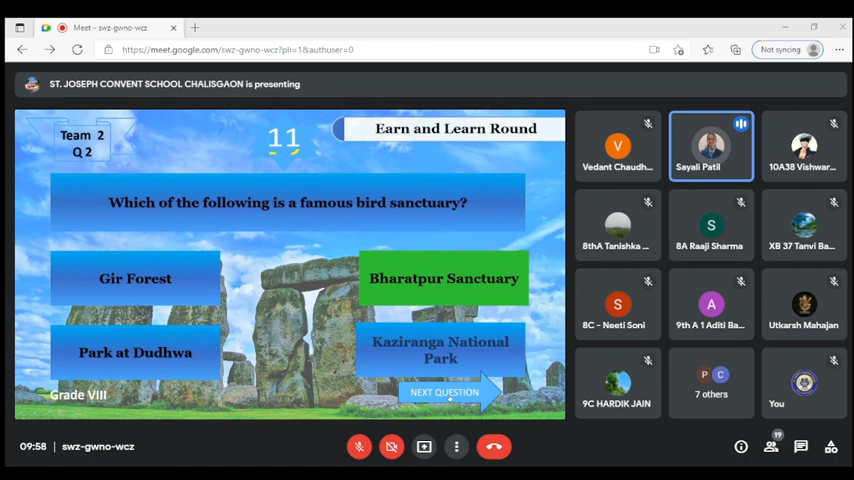 Meet – swz-gwno-wcz
https://meet.google.com/swz-gwno-wcz?pli=1&authuser=0
Not syncing
ST. JOSEPH CONVENT SCHOOL CHALISGAON is presenting
Team 2
Q 2
11
Earn and Learn Round
Which of the following is a famous bird sanctuary?
Gir Forest
Bharatpur Sanctuary
Park at Dudhwa
Kaziranga National
Park
NEXT QUESTION
Grade VIII
V
Vedant Chaudh...
Sayali Patil
10A38 Vishwar...
8thA Tanishka ...
S
8A Raaji Sharma
XB 37 Tanvi Ba...
S
8C - Neeti Soni
A
9th A 1 Aditi Ba...
Utkarsh Mahajan
9C HARDIK JAIN
P C
7 others
You
09:58 | swz-gwno-wcz
19